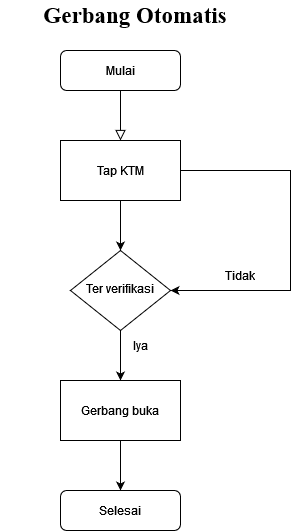 Gerbang Otomatis
Mulai
Tap KTM
Ter verifikasi
Tidak
Iya
Gerbang buka
Selesai